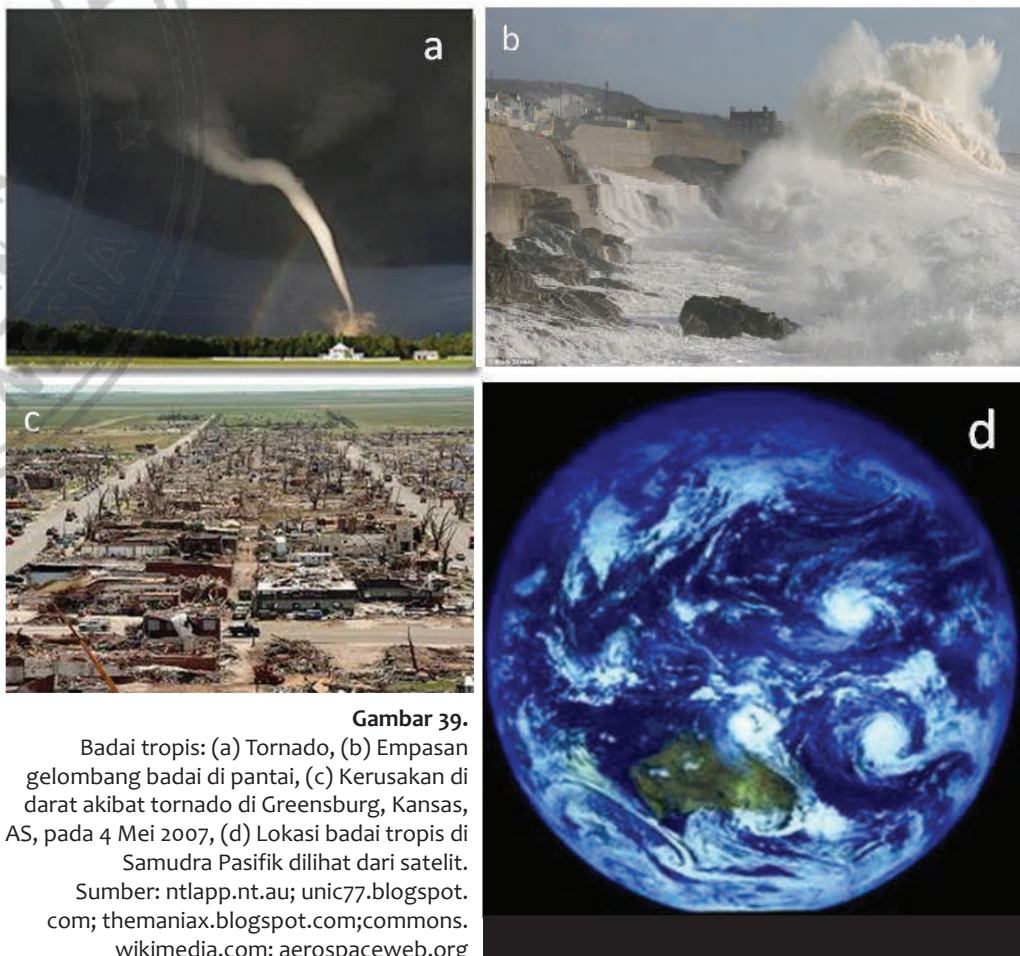 a
b
c
d
Gambar 39.
Badai tropis: (a) Tornado, (b) Empasan
gelombang badai di pantai, (c) Kerusakan di
darat akibat tornado di Greensburg, Kansas,
AS, pada 4 Mei 2007, (d) Lokasi badai tropis di
Samudra Pasifik dilihat dari satelit.
Sumber: ntlapp.nt.au; unic77.blogspot.
com; themaniax.blogspot.com;commons.
wikimedia.com; aerospaceweb.org